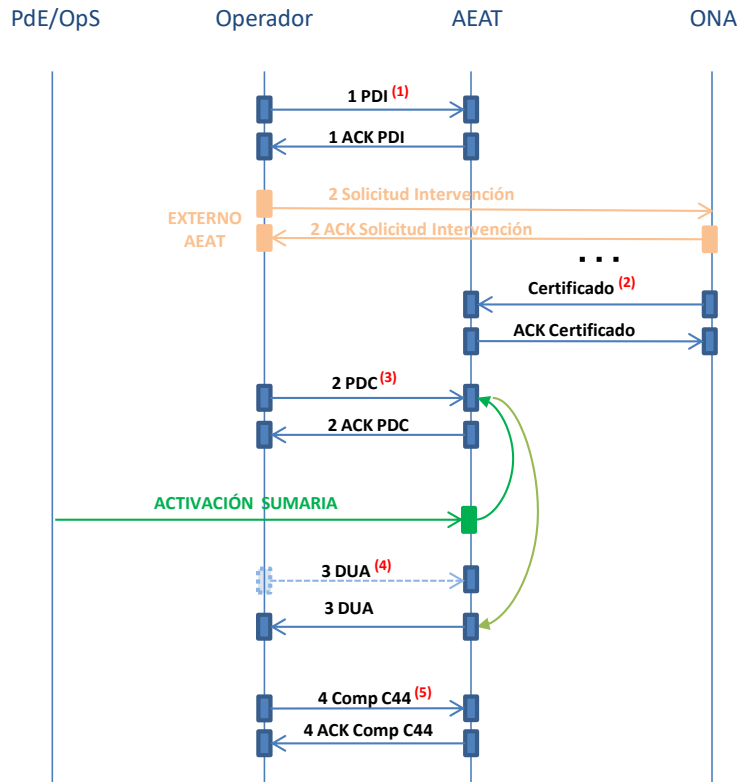 PdE/OpS Operador AEAT ONA
1 PDI (1)
1 ACK PDI
2 Solicitud Intervención
EXTERNO
AEAT
2 ACK Solicitud Intervención
...
Certificado (2)
ACK Certificado
2 PDC (3)
2 ACK PDC
ACTIVACIÓN SUMARIA
3 DUA (4)
3 DUA
4 Comp C44 (5)
4 ACK Comp C44